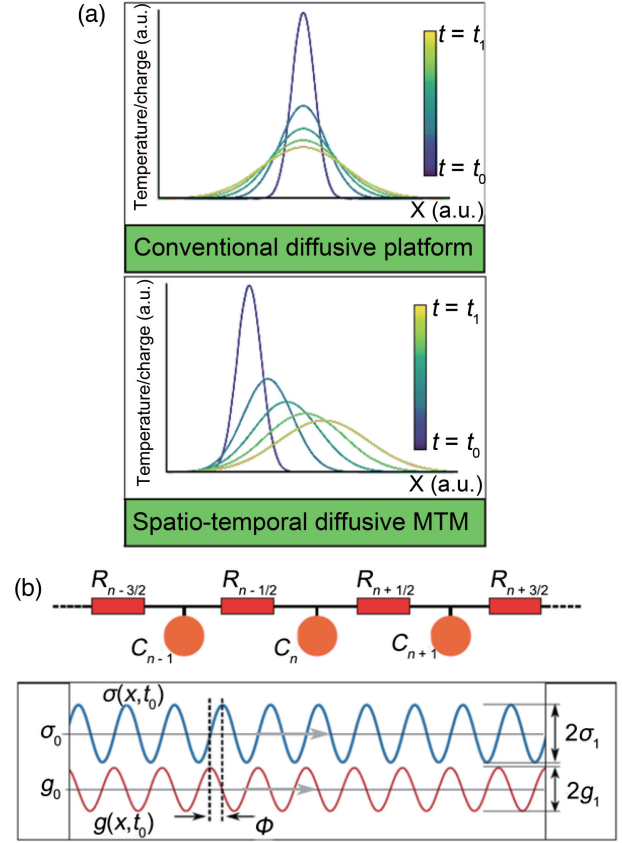 (a)
Temperature/charge (a.u.)
t = t₁
t = t₀
X (a.u.)
Conventional diffusive platform
Temperature/charge (a.u.)
t = t₁
t = t₀
X (a.u.)
Spatio-temporal diffusive MTM
(b)
Rₙ ₋ ₃/₂ Rₙ ₋ ₁/₂ Rₙ ₊ ₁/₂ Rₙ ₊ ₃/₂
Cₙ ₋ ₁ Cₙ Cₙ ₊ ₁
σ(x,t₀)
σ₀ 2σ₁
g₀ 2g₁
g(x,t₀) Φ